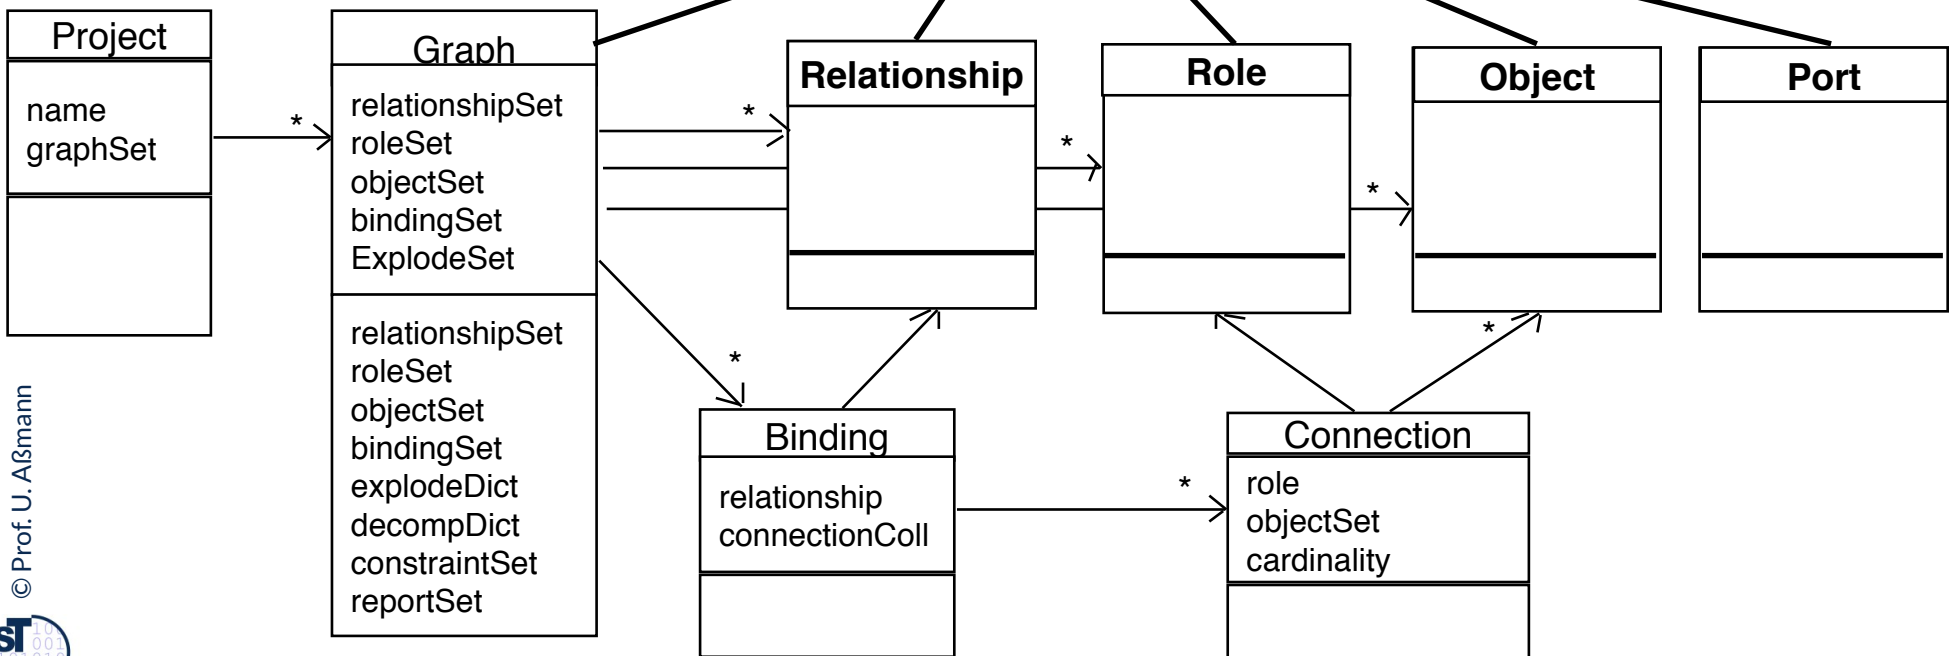 Project
name
graphSet
*
Graph
relationshipSet
roleSet
objectSet
bindingSet
ExplodeSet
relationshipSet
roleSet
objectSet
bindingSet
explodeDict
decompDict
constraintSet
reportSet
*
Relationship
*
Role
*
Object
Port
*
Binding
relationship
connectionColl
*
*
Connection
role
objectSet
cardinality
© Prof. U. Aßmann
sT